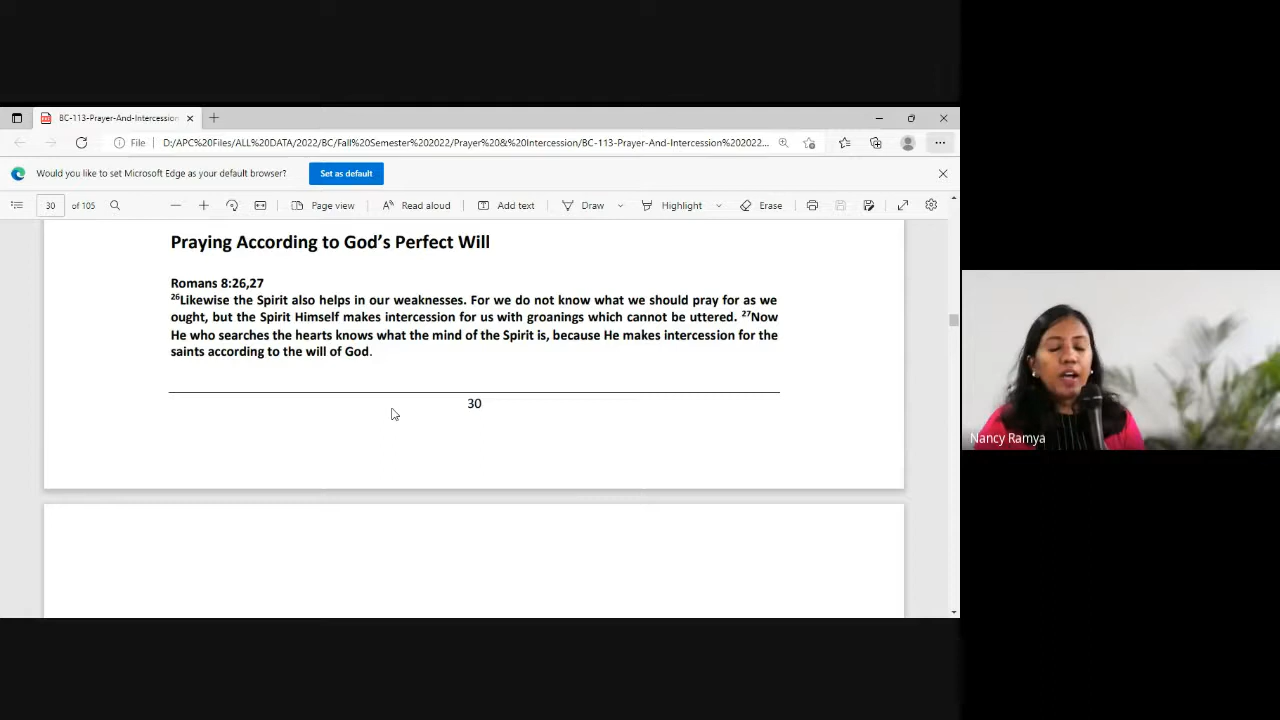 BC-113-Prayer-And-Intercession
File D:/APC%20Files/ALL%20DATA/2022/BC/Fall%20Semester%202022/Prayer%20&%20Intercession/BC-113-Prayer-And-Intercession%202022...
Would you like to set Microsoft Edge as your default browser? Set as default
30 of 105 Page view Read aloud Add text Draw Highlight Erase
Praying According to God's Perfect Will
Romans 8:26,27
26Likewise the Spirit also helps in our weaknesses. For we do not know what we should pray for as we
ought, but the Spirit Himself makes intercession for us with groanings which cannot be uttered. 27Now
He who searches the hearts knows what the mind of the Spirit is, because He makes intercession for the
saints according to the will of God.
30
Nancy Ramya